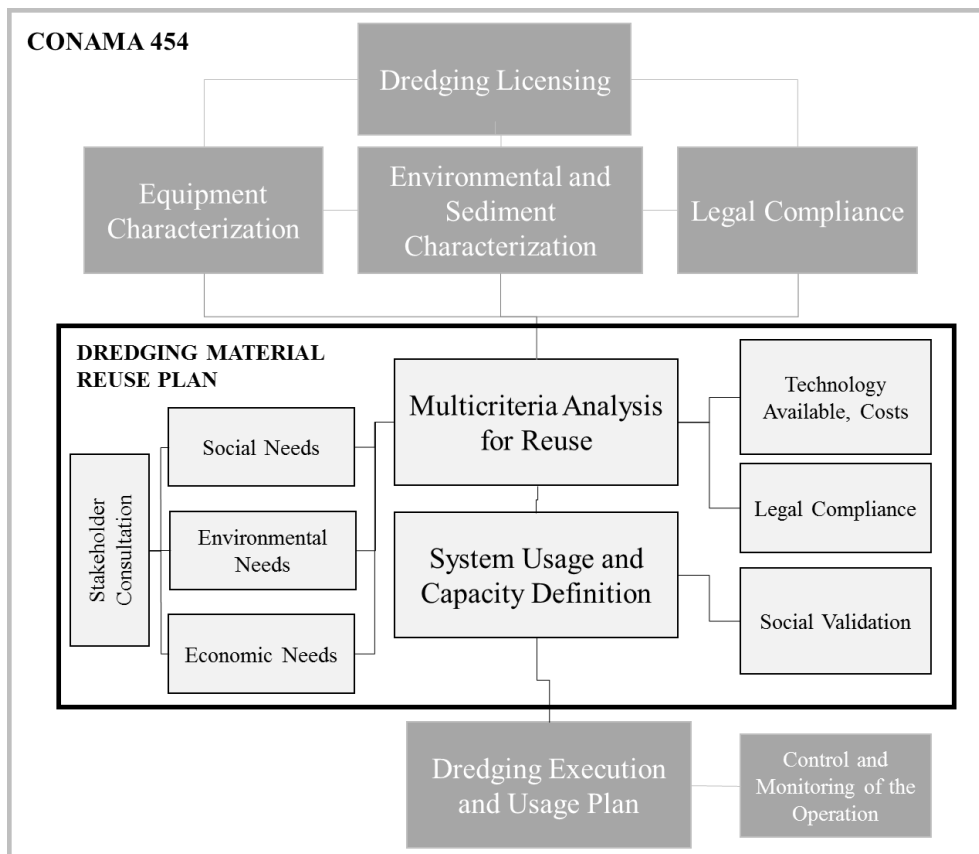 CONAMA 454
Dredging Licensing
Equipment
Characterization
Environmental and
Sediment
Characterization
Legal Compliance
DREDGING MATERIAL
REUSE PLAN
Stakeholder
Consultation
Social Needs
Environmental
Needs
Economic Needs
Multicriteria Analysis
for Reuse
System Usage and
Capacity Definition
Technology
Available, Costs
Legal Compliance
Social Validation
Dredging Execution
and Usage Plan
Control and
Monitoring of the
Operation